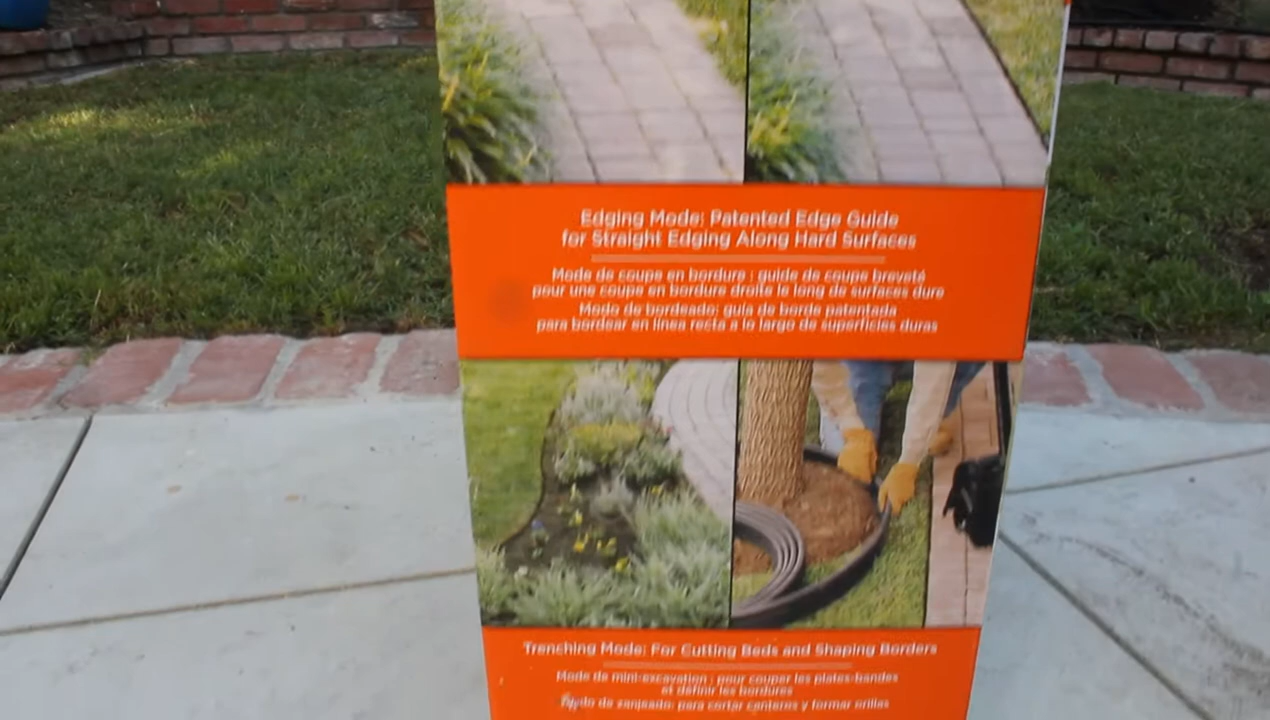 Edging Mode: Patented Edge Guide
for Straight Edging Along Hard Surfaces
Mode de coupe en bordure : guide de coupe breveté
pour une coupe en bordure droite le long de surfaces dure
Modo de bordeado: guía de borde patentada
para bordear en línea recta a lo largo de superficies duras
Trenching Mode: For Cutting Beds and Shaping Borders
Mode de mini-excavation : pour couper les plates-bandes
et définir les bordures
Modo de zanjeado: para cortar canteros y formar orillas